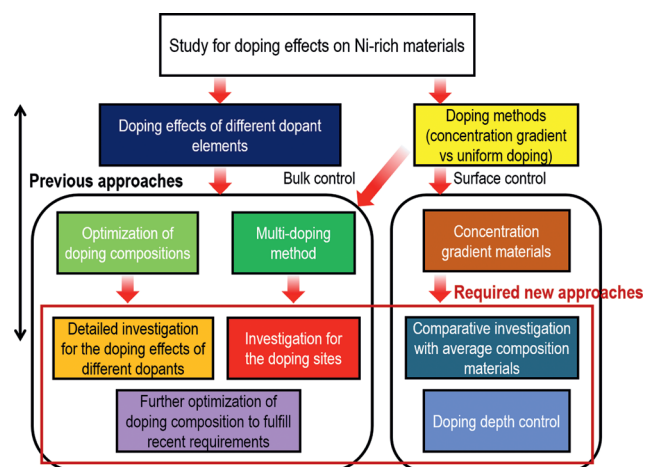 Study for doping effects on Ni-rich materials
Doping effects of different dopant
elements
Doping methods
(concentration gradient
vs uniform doping)
Previous approaches
Bulk control
Surface control
Optimization of
doping compositions
Multi-doping
method
Concentration
gradient materials
Required new approaches
Detailed investigation
for the doping effects of
different dopants
Investigation for
the doping sites
Comparative investigation
with average composition
materials
Further optimization of
doping composition to fulfill
recent requirements
Doping depth control